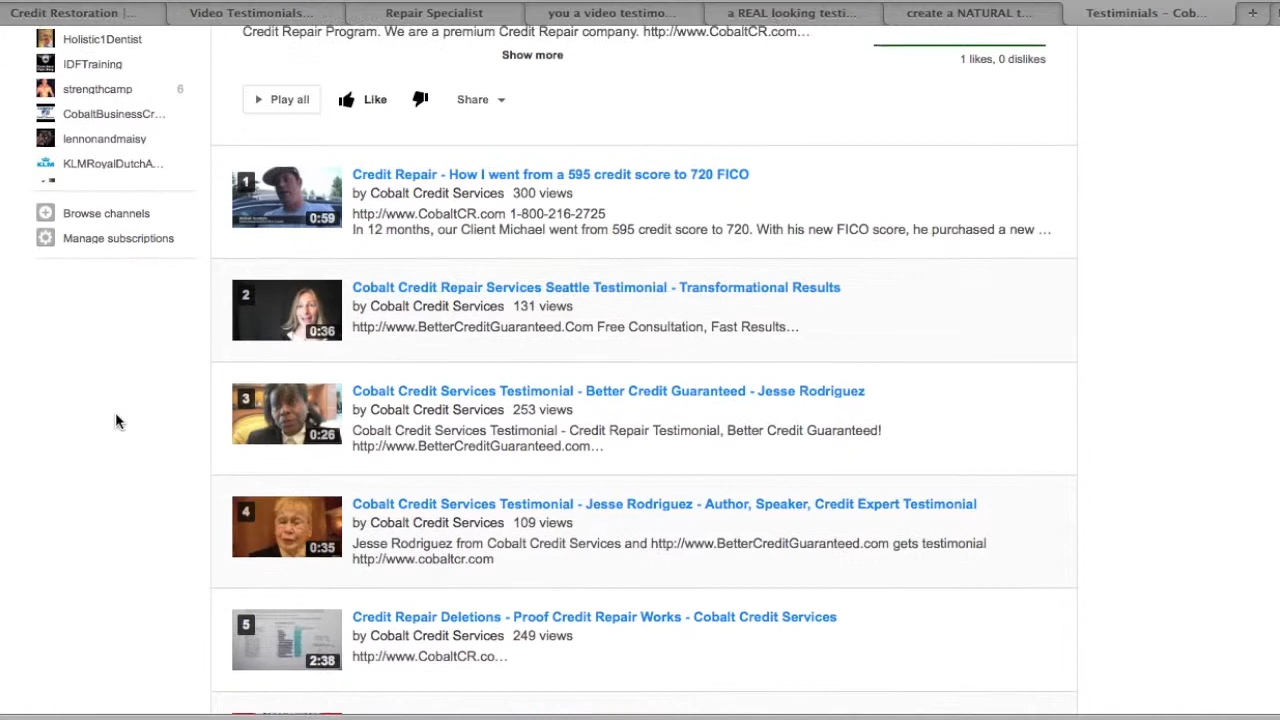 Credit Restoration |...
Video Testimonials...
Repair Specialist
you a video testimo...
a REAL looking testi...
create a NATURAL t...
Testiminials – Cob...
Holistic1Dentist
IDFTraining
strengthcamp 6
CobaltBusinessCr...
lennonandmaisy
KLMRoyalDutchA...
Browse channels
Manage subscriptions
Credit Repair Program. We are a premium Credit Repair company. http://www.CobaltCR.com...
Show more
1 likes, 0 dislikes
Play all
Like
Share
1
0:59
Credit Repair - How I went from a 595 credit score to 720 FICO
by Cobalt Credit Services 300 views
http://www.CobaltCR.com 1-800-216-2725
In 12 months, our Client Michael went from 595 credit score to 720. With his new FICO score, he purchased a new ...
2
0:36
Cobalt Credit Repair Services Seattle Testimonial - Transformational Results
by Cobalt Credit Services 131 views
http://www.BetterCreditGuaranteed.Com Free Consultation, Fast Results...
3
0:26
Cobalt Credit Services Testimonial - Better Credit Guaranteed - Jesse Rodriguez
by Cobalt Credit Services 253 views
Cobalt Credit Services Testimonial - Credit Repair Testimonial, Better Credit Guaranteed!
http://www.BetterCreditGuaranteed.com...
4
0:35
Cobalt Credit Services Testimonial - Jesse Rodriguez - Author, Speaker, Credit Expert Testimonial
by Cobalt Credit Services 109 views
Jesse Rodriguez from Cobalt Credit Services and http://www.BetterCreditGuaranteed.com gets testimonial
http://www.cobaltcr.com
5
2:38
Credit Repair Deletions - Proof Credit Repair Works - Cobalt Credit Services
by Cobalt Credit Services 249 views
http://www.CobaltCR.co...